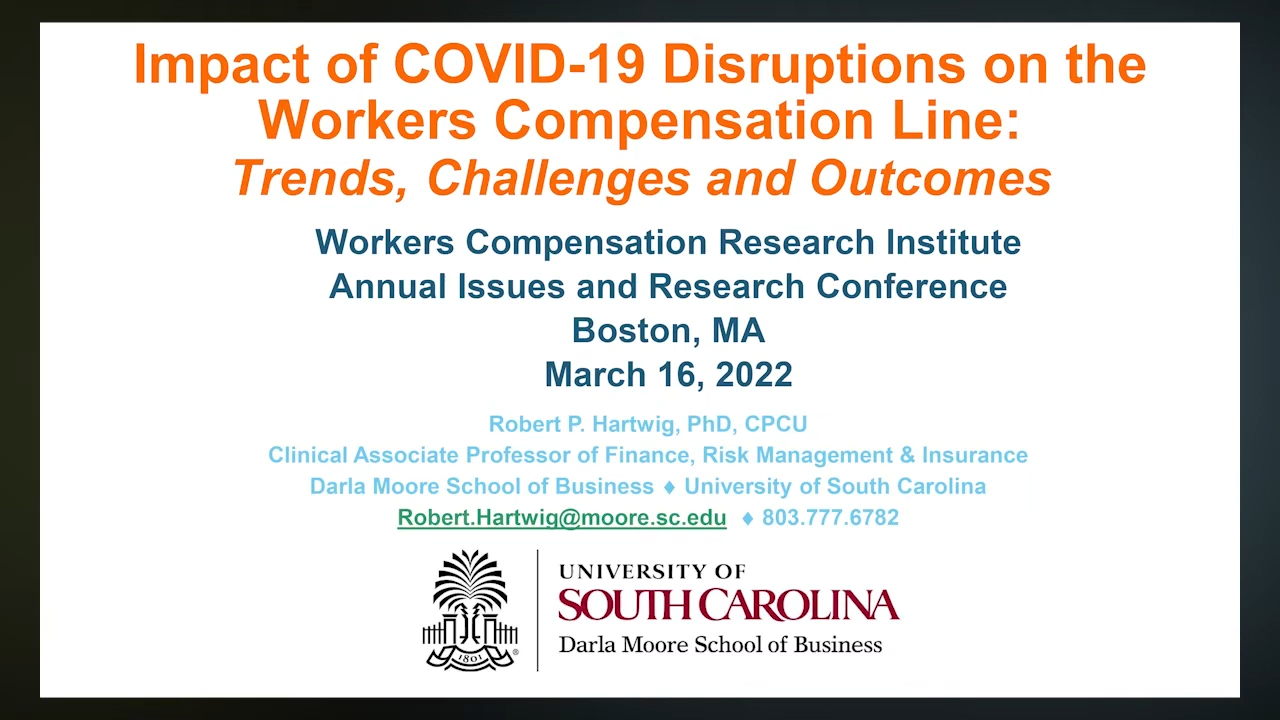 Impact of COVID-19 Disruptions on the
Workers Compensation Line:
Trends, Challenges and Outcomes
Workers Compensation Research Institute
Annual Issues and Research Conference
Boston, MA
March 16, 2022
Robert P. Hartwig, PhD, CPCU
Clinical Associate Professor of Finance, Risk Management & Insurance
Darla Moore School of Business ♦ University of South Carolina
Robert.Hartwig@moore.sc.edu ♦ 803.777.6782
UNIVERSITY OF
SOUTH CAROLINA
Darla Moore School of Business
1801
®